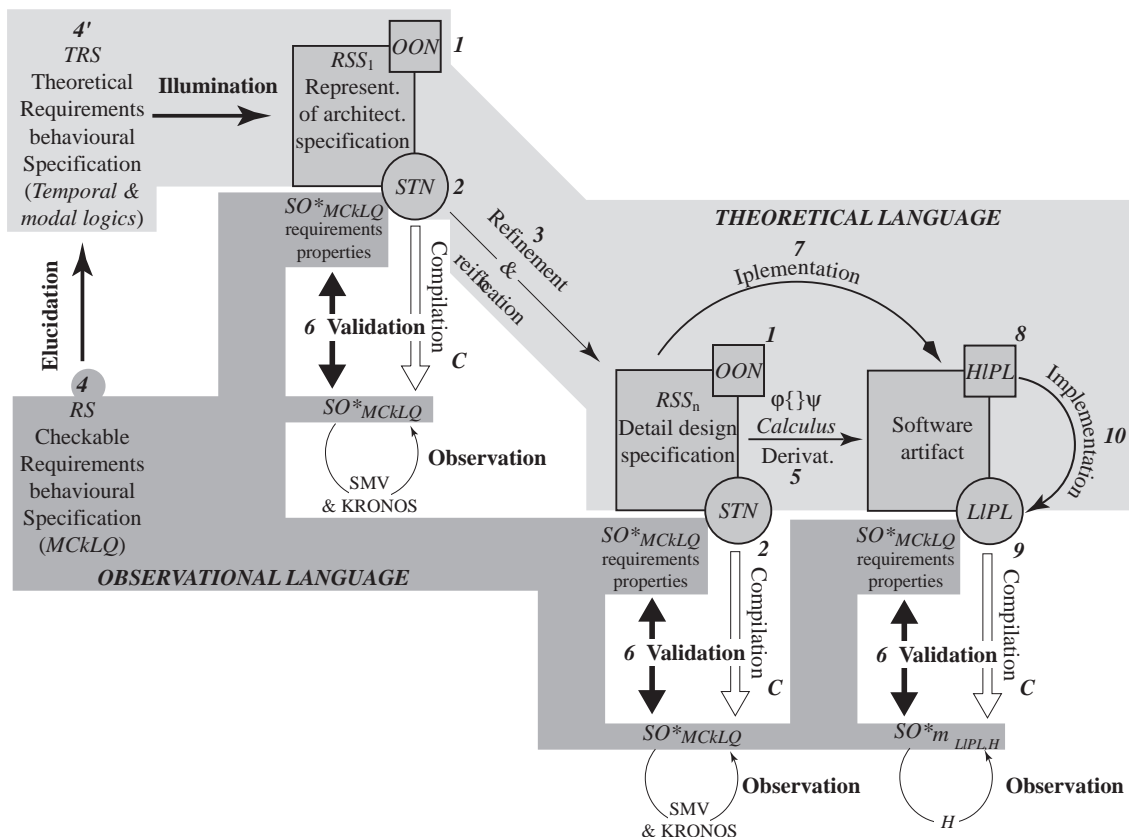 4'
TRS
Theoretical
Requirements
behavioural
Specification
(Temporal &
modal logics)
Illumination
OON
1
RSS1
Represent.
of architect.
specification
STN
2
SO*MCkLQ
requirements
properties
Compilation
3
Refinement
&
reification
THEORETICAL LANGUAGE
7
Iplementation
Elucidation
6 Validation
C
4
RS
Checkable
Requirements
behavioural
Specification
(MCkLQ)
SO*MCkLQ
SMV
& KRONOS
Observation
OON
1
RSSn
Detail design
specification
φ{}ψ
Calculus
Derivat.
5
HlPL
8
Software
artifact
Implementation
10
STN
2
LlPL
9
OBSERVATIONAL LANGUAGE
SO*MCkLQ
requirements
properties
Compilation
6 Validation
C
SO*MCkLQ
SMV
& KRONOS
Observation
SO*MCkLQ
requirements
properties
Compilation
6 Validation
C
SO*m LlPL,H
H
Observation